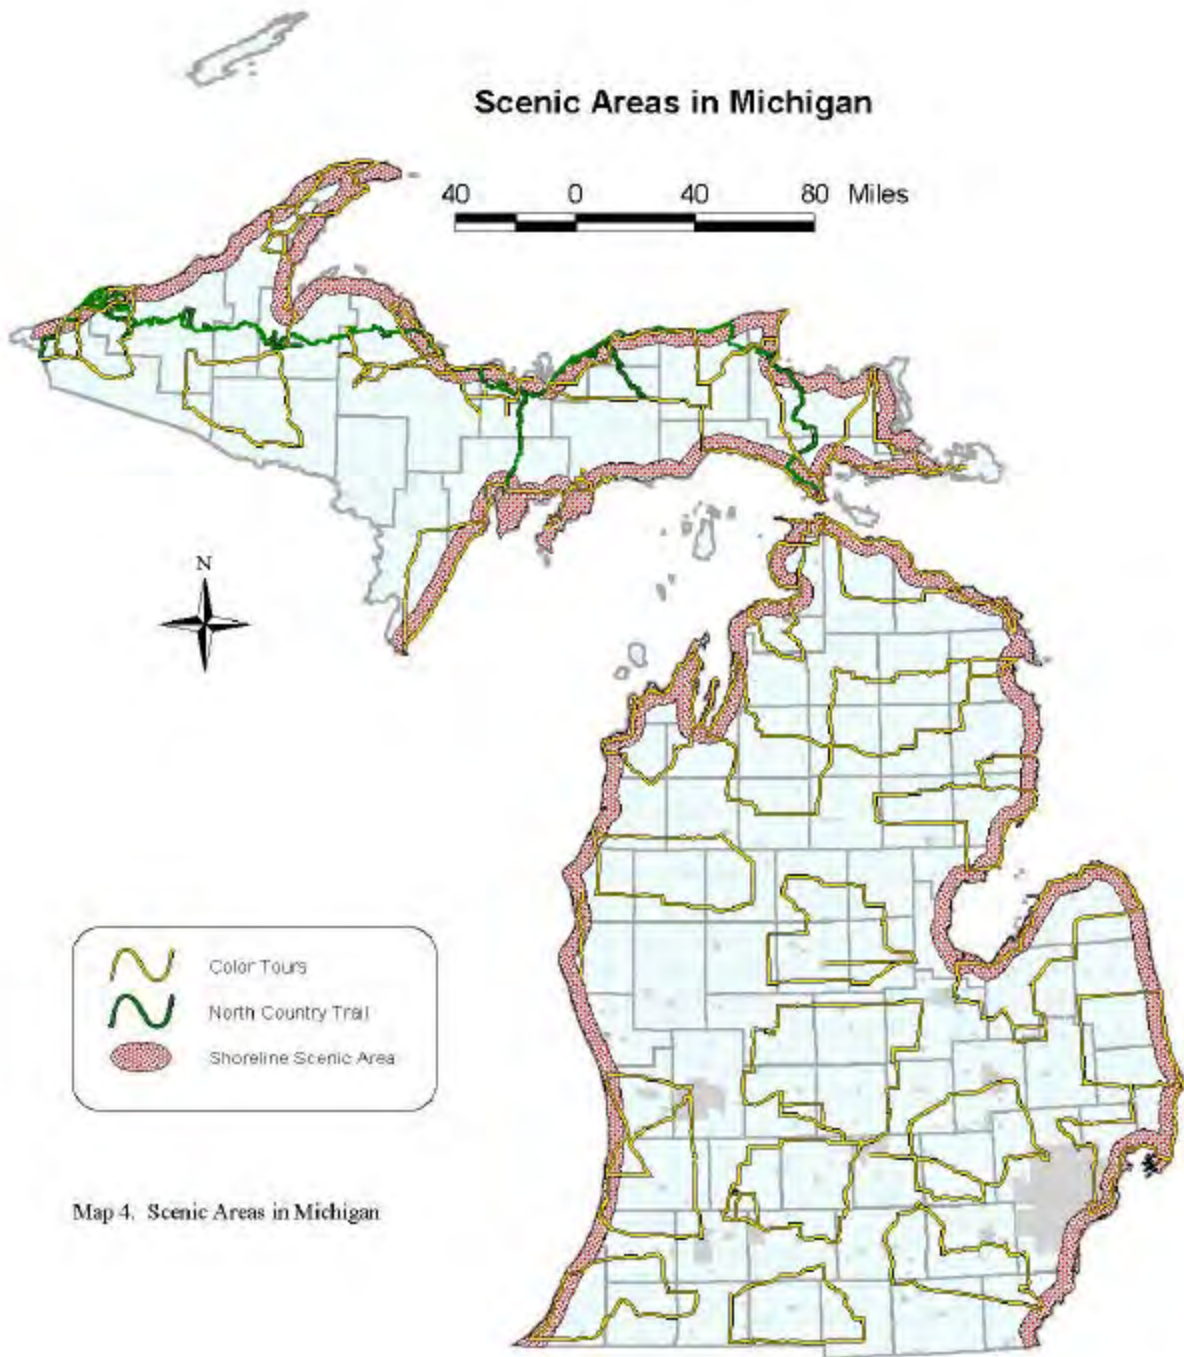 Scenic Areas in Michigan
40 0 40 80 Miles
N
Color Tours
North Country Trail
Shoreline Scenic Area
Map 4. Scenic Areas in Michigan